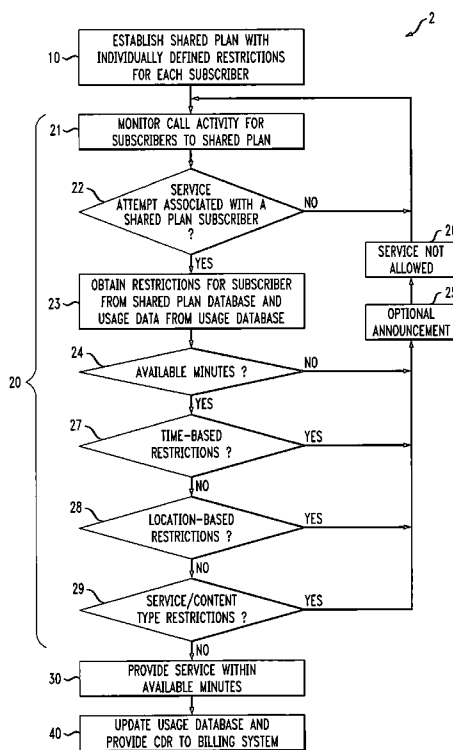 2
10
ESTABLISH SHARED PLAN WITH
INDIVIDUALLY DEFINED RESTRICTIONS
FOR EACH SUBSCRIBER
20
21
MONITOR CALL ACTIVITY FOR
SUBSCRIBERS TO SHARED PLAN
22
SERVICE
ATTEMPT ASSOCIATED WITH A
SHARED PLAN SUBSCRIBER
?
NO
YES
26
SERVICE NOT
ALLOWED
25
OPTIONAL
ANNOUNCEMENT
23
OBTAIN RESTRICTIONS FOR SUBSCRIBER
FROM SHARED PLAN DATABASE AND
USAGE DATA FROM USAGE DATABASE
24
AVAILABLE MINUTES ?
NO
YES
27
TIME-BASED
RESTRICTIONS ?
YES
NO
28
LOCATION-BASED
RESTRICTIONS ?
YES
NO
29
SERVICE/CONTENT
TYPE RESTRICTIONS ?
YES
NO
30
PROVIDE SERVICE WITHIN
AVAILABLE MINUTES
40
UPDATE USAGE DATABASE AND
PROVIDE CDR TO BILLING SYSTEM